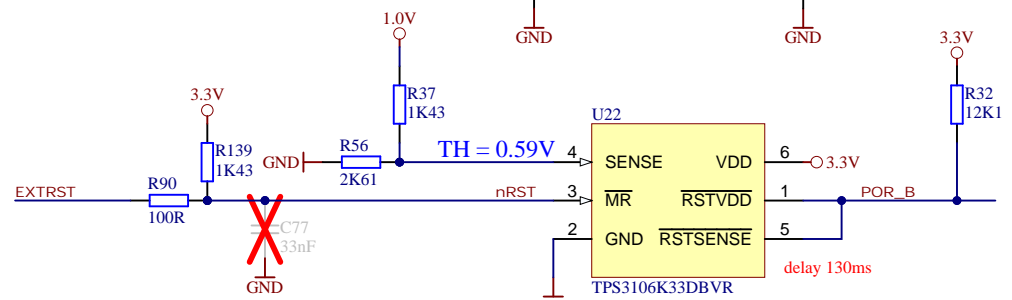 GND
GND
1.0V
3.3V
3.3V
R37
1K43
R32
12K1
U22
R139
1K43
R56
2K61
GND
TH = 0.59V
4
SENSE
VDD
6
3.3V
EXTRST
R90
100R
nRST
3
MR
RSTVDD
1
POR_B
C77
33nF
2
GND
RSTSENSE
5
delay 130ms
GND
TPS3106K33DBVR